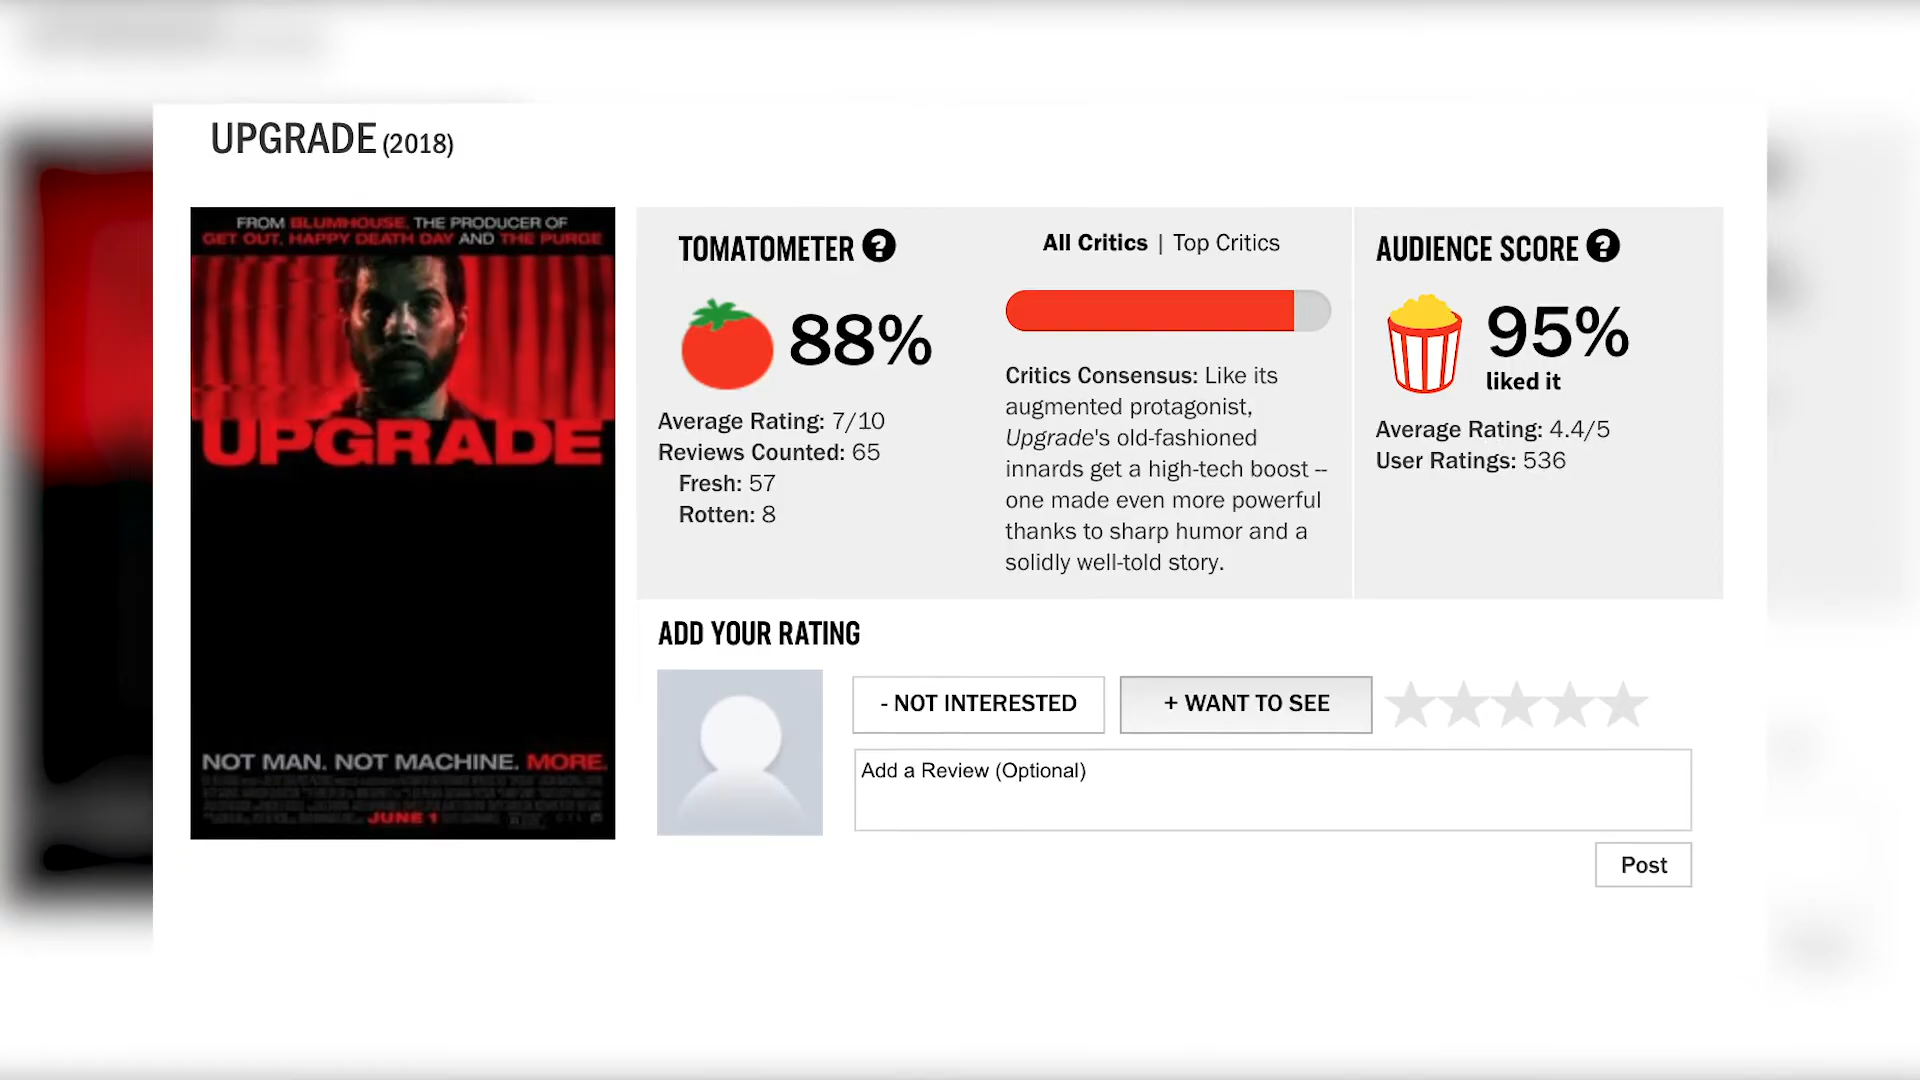 UPGRADE (2018)
FROM BLUMHOUSE, THE PRODUCER OF
GET OUT, HAPPY DEATH DAY AND THE PURGE
UPGRADE
NOT MAN. NOT MACHINE. MORE.
JUNE 1
TOMATOMETER ?
88%
Average Rating: 7/10
Reviews Counted: 65
Fresh: 57
Rotten: 8
All Critics | Top Critics
Critics Consensus: Like its
augmented protagonist,
Upgrade's old-fashioned
innards get a high-tech boost --
one made even more powerful
thanks to sharp humor and a
solidly well-told story.
AUDIENCE SCORE ?
95%
liked it
Average Rating: 4.4/5
User Ratings: 536
ADD YOUR RATING
- NOT INTERESTED
+ WANT TO SEE
Add a Review (Optional)
Post